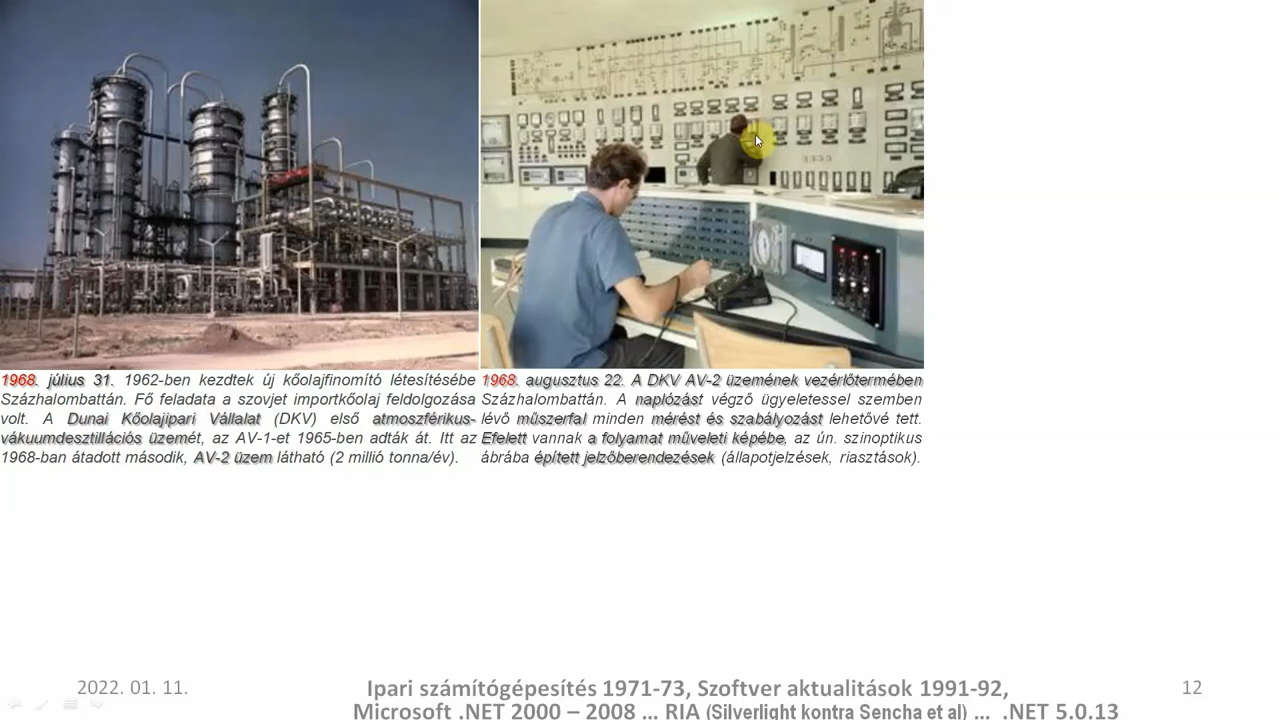 1968. július 31. 1962-ben kezdtek új kőolajfinomító létesítésébe
Százhalombattán. Fő feladata a szovjet importkőolaj feldolgozása
volt. A Dunai Kőolajipari Vállalat (DKV) első atmoszférikus-
vákuumdesztillációs üzemét, az AV-1-et 1965-ben adták át. Itt az
1968-ban átadott második, AV-2 üzem látható (2 millió tonna/év).
1968. augusztus 22. A DKV AV-2 üzemének vezérlőtermében
Százhalombattán. A naplózást végző ügyeletessel szemben
lévő műszerfal minden mérést és szabályozást lehetővé tett.
Efelett vannak a folyamat műveleti képébe, az ún. szinoptikus
ábrába épített jelzőberendezések (állapotjelzések, riasztások).
2022. 01. 11.
Ipari számítógépesítés 1971-73, Szoftver aktualitások 1991-92,
Microsoft .NET 2000 – 2008 ... RIA (Silverlight kontra Sencha et al) ... .NET 5.0.13
12